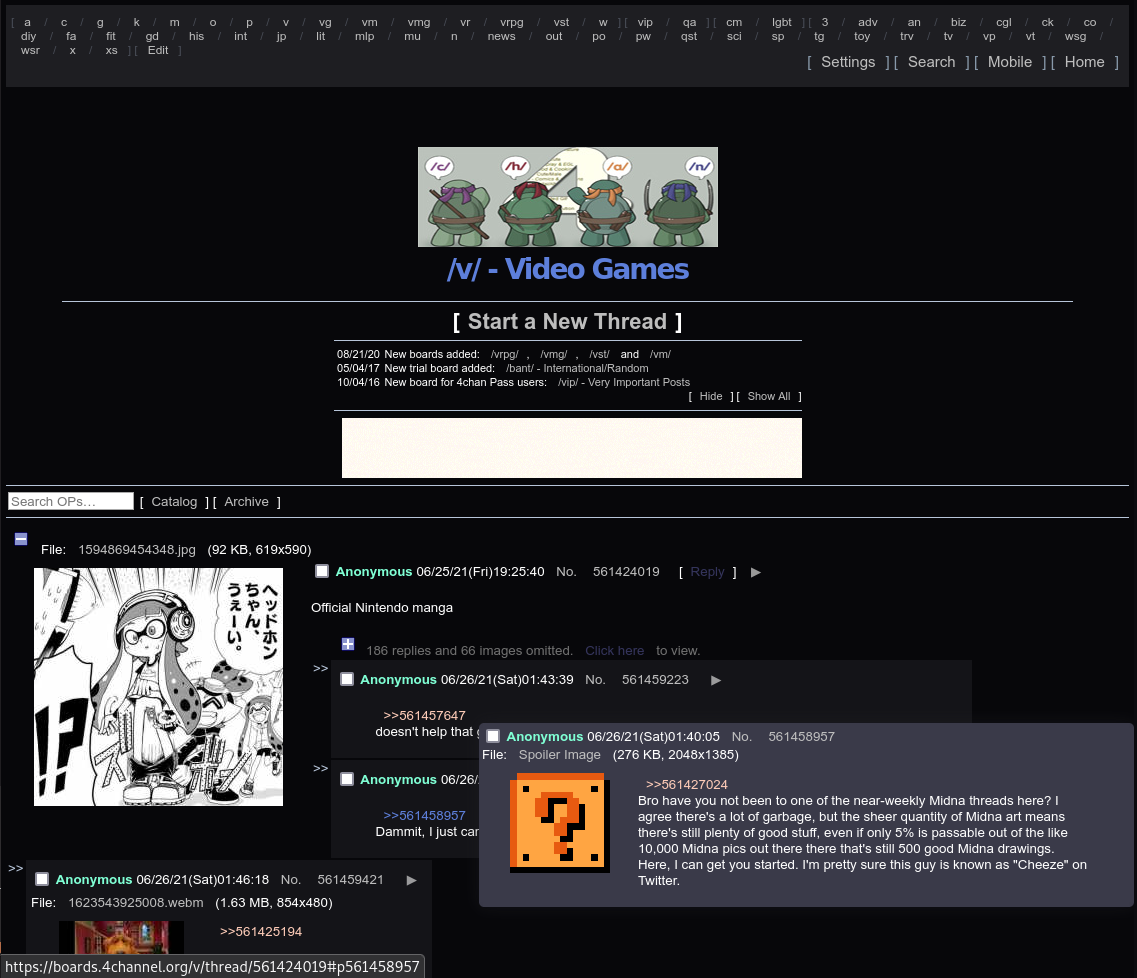 [ a / c / g / k / m / o / p / v / vg / vm / vmg / vr / vrpg / vst / w ] [ vip / qa ] [ cm / lgbt ] [ 3 / adv / an / biz / cgl / ck / co /
diy / fa / fit / gd / his / int / jp / lit / mlp / mu / n / news / out / po / pw / qst / sci / sp / tg / toy / trv / tv / vp / vt / wsg /
wsr / x / xs ] [ Edit ]
[ Settings ] [ Search ] [ Mobile ] [ Home ]
/c/ /h/ /a/ /n/
/v/ - Video Games
[ Start a New Thread ]
08/21/20 New boards added: /vrpg/ , /vmg/ , /vst/ and /vm/
05/04/17 New trial board added: /bant/ - International/Random
10/04/16 New board for 4chan Pass users: /vip/ - Very Important Posts
[ Hide ] [ Show All ]
Search OPs… [ Catalog ] [ Archive ]
File: 1594869454348.jpg (92 KB, 619x590)
Anonymous 06/25/21(Fri)19:25:40 No. 561424019 [ Reply ] ▶
ヘッドホン
ちゃん、
うぇーい。
!?
Official Nintendo manga
186 replies and 66 images omitted. Click here to view.
>> Anonymous 06/26/21(Sat)01:43:39 No. 561459223 ▶
>>561457647
doesn't help that
>> Anonymous 06/26/
>>561458957
Dammit, I just can
Anonymous 06/26/21(Sat)01:40:05 No. 561458957
File: Spoiler Image (276 KB, 2048x1385)
?
>>561427024
Bro have you not been to one of the near-weekly Midna threads here? I
agree there's a lot of garbage, but the sheer quantity of Midna art means
there's still plenty of good stuff, even if only 5% is passable out of the like
10,000 Midna pics out there there that's still 500 good Midna drawings.
Here, I can get you started. I'm pretty sure this guy is known as "Cheeze" on
Twitter.
>> Anonymous 06/26/21(Sat)01:46:18 No. 561459421 ▶
File: 1623543925008.webm (1.63 MB, 854x480)
>>561425194
https://boards.4channel.org/v/thread/561424019#p561458957